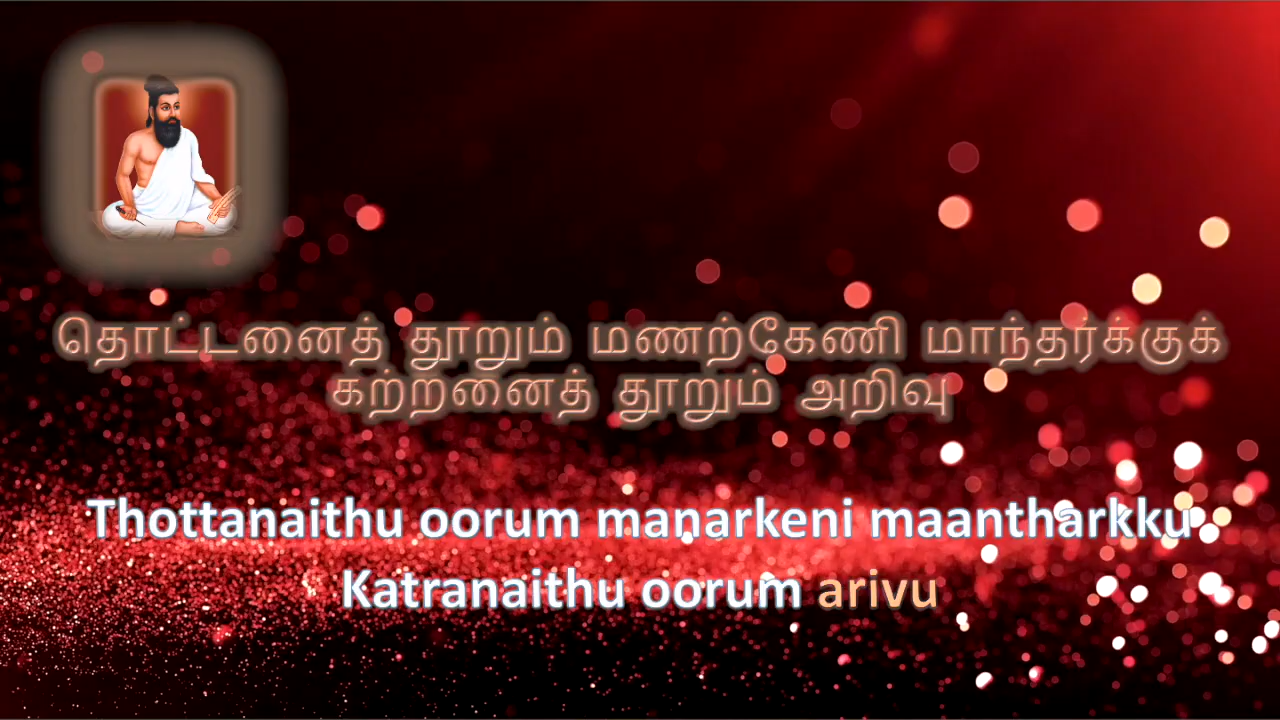 தொட்டனைத் தூறும் மணற்கேணி மாந்தர்க்குக்
கற்றனைத் தூறும் அறிவு
Thottanaithu oorum manarkeni maantharkku
Katranaithu oorum arivu